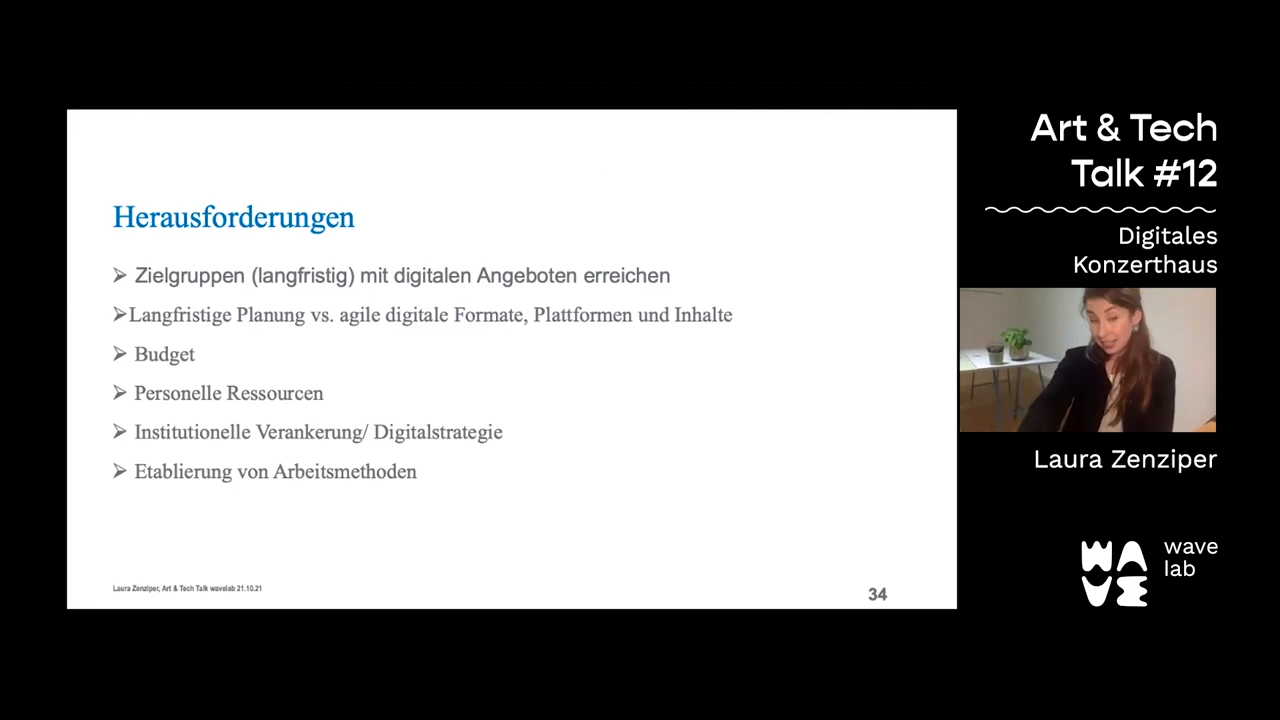 Herausforderungen
➢ Zielgruppen (langfristig) mit digitalen Angeboten erreichen
➢Langfristige Planung vs. agile digitale Formate, Plattformen und Inhalte
➢ Budget
➢ Personelle Ressourcen
➢ Institutionelle Verankerung/ Digitalstrategie
➢ Etablierung von Arbeitsmethoden
Laura Zenziper, Art & Tech Talk wavelab 21.10.21
34
Art & Tech
Talk #12
Digitales
Konzerthaus
Laura Zenziper
WAVE
wave
lab